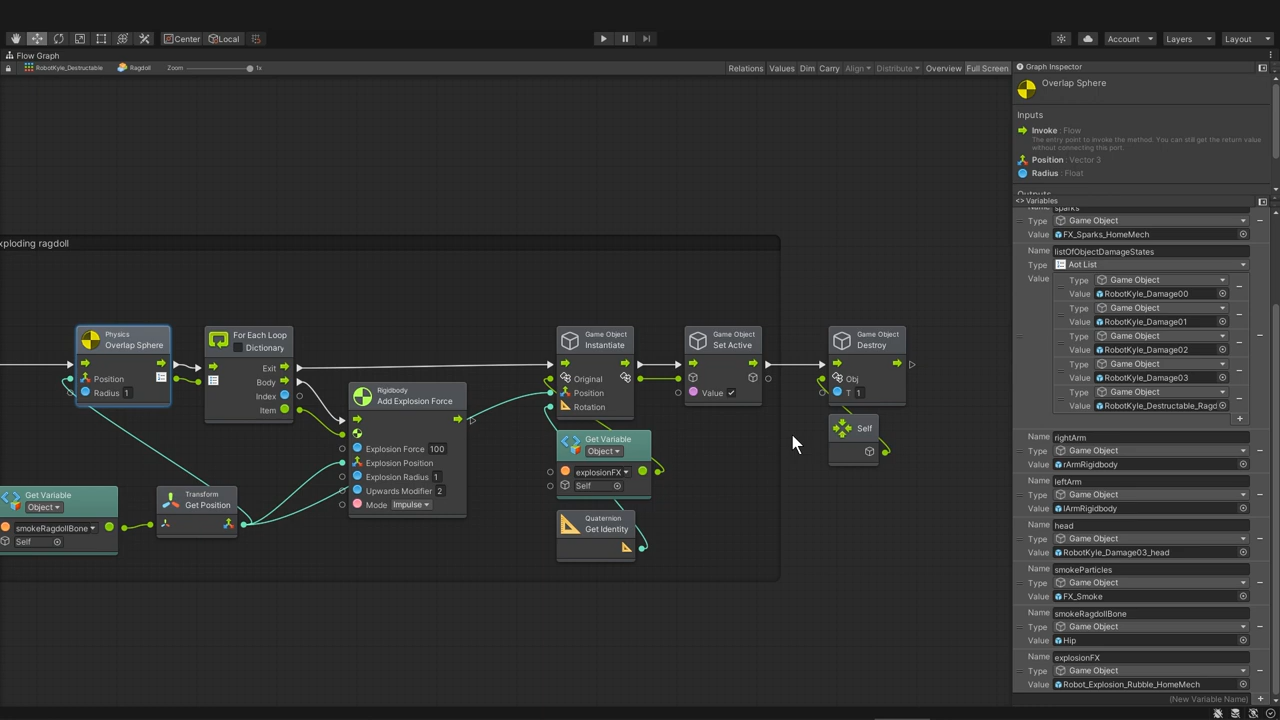 Center
Local
Account
Layers
Layout
Flow Graph
RobotKyle_Destructable
Ragdoll
Zoom
1x
Relations
Values
Dim
Carry
Align
Distribute
Overview
Full Screen
xploding ragdoll
Physics
Overlap Sphere
Position
Radius 1
For Each Loop
Dictionary
Exit
Body
Index
Item
Rigidbody
Add Explosion Force
Explosion Force 100
Explosion Position
Explosion Radius 1
Upwards Modifier 2
Mode Impulse
Get Variable
Object
smokeRagdollBone
Self
Transform
Get Position
Game Object
Instantiate
Original
Position
Rotation
Get Variable
Object
explosionFX
Self
Quaternion
Get Identity
Game Object
Set Active
Value
Game Object
Destroy
Obj
T 1
Self
Graph Inspector
Overlap Sphere
Inputs
Invoke : Flow
The entry point to invoke the method. You can still get the return value
without connecting this port.
Position : Vector 3
Radius : Float
Variables
Type Game Object
Value FX_Sparks_HomeMech
Name listOfObjectDamageStates
Type Aot List
Value
Type Game Object
Value RobotKyle_Damage00
Type Game Object
Value RobotKyle_Damage01
Type Game Object
Value RobotKyle_Damage02
Type Game Object
Value RobotKyle_Damage03
Type Game Object
Value RobotKyle_Destructable_Ragd
Name rightArm
Type Game Object
Value rArmRigidbody
Name leftArm
Type Game Object
Value lArmRigidbody
Name head
Type Game Object
Value RobotKyle_Damage03_head
Name smokeParticles
Type Game Object
Value FX_Smoke
Name smokeRagdollBone
Type Game Object
Value Hip
Name explosionFX
Type Game Object
Value Robot_Explosion_Rubble_HomeMech
(New Variable Name)